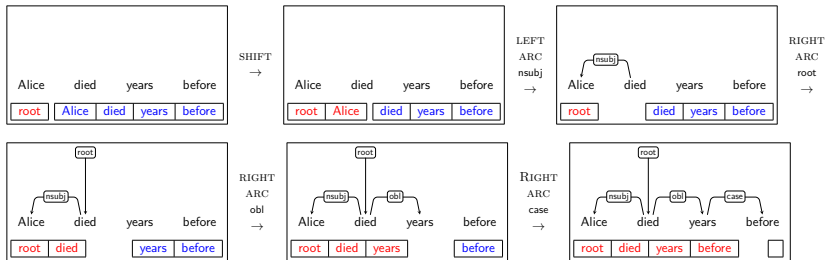 SHIFT
→
LEFT
ARC
nsubj
→
nsubj
RIGHT
ARC
root
→
Alice died years before
Alice died years before
Alice died years before
root Alice died years before
root Alice died years before
root died years before
root
RIGHT
ARC
obl
→
root
RIGHT
ARC
case
→
root
nsubj
nsubj obl
nsubj obl case
Alice died years before
Alice died years before
Alice died years before
root died years before
root died years before
root died years before